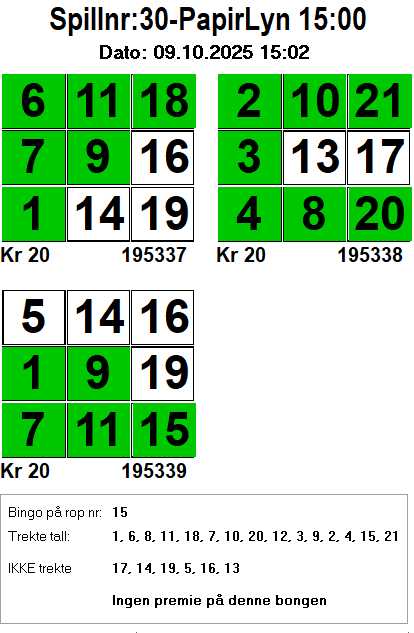 Spillnr:30-PapirLyn 15:00
Dato: 09.10.2025 15:02
6 11 18
7 9 16
1 14 19
Kr 20 195337
2 10 21
3 13 17
4 8 20
Kr 20 195338
5 14 16
1 9 19
7 11 15
Kr 20 195339
Bingo på rop nr: 15
Trekte tall: 1, 6, 8, 11, 18, 7, 10, 20, 12, 3, 9, 2, 4, 15, 21
IKKE trekte 17, 14, 19, 5, 16, 13
Ingen premie på denne bongen